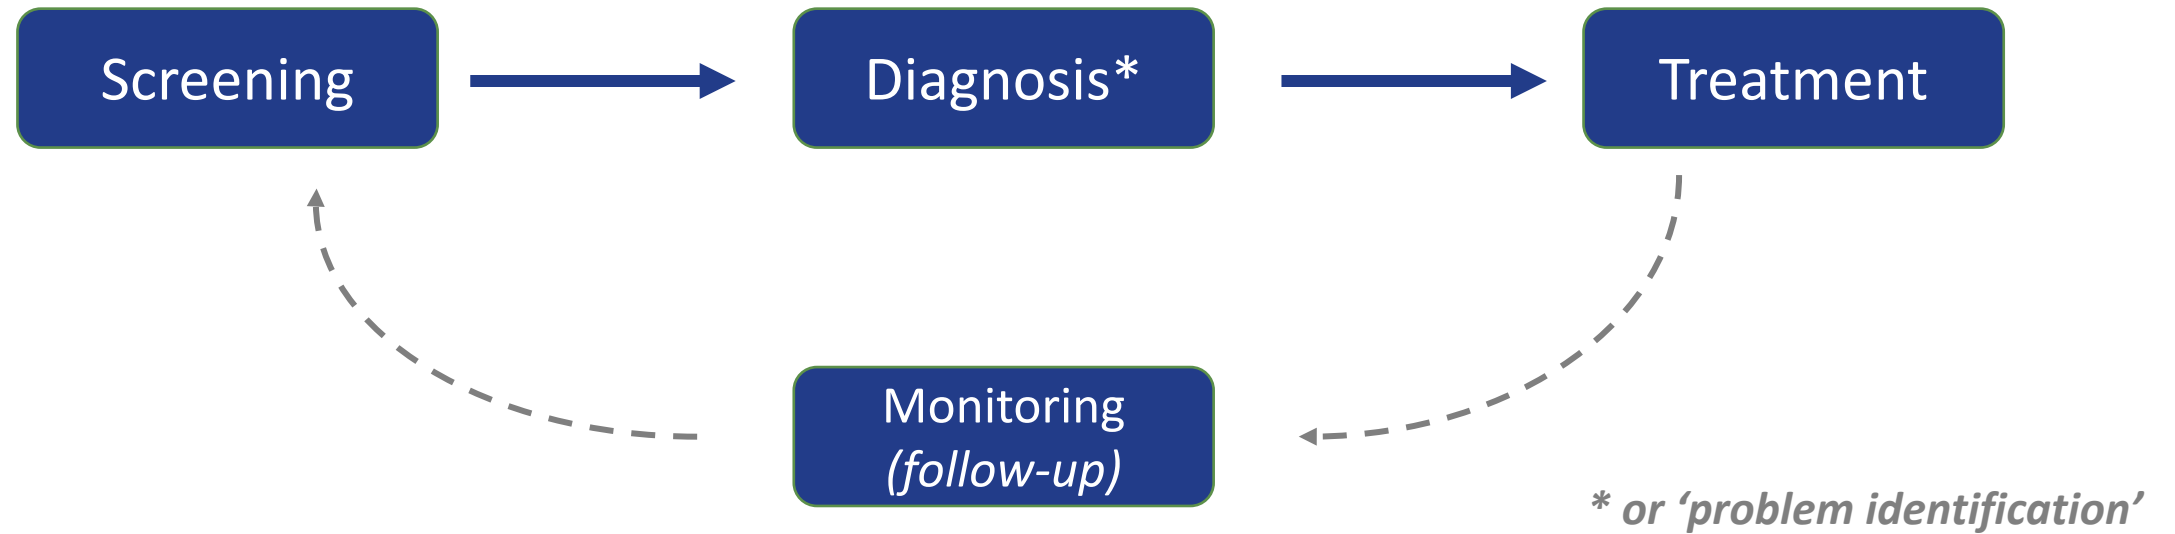 Screening
Diagnosis*
Treatment
Monitoring
(follow-up)
* or ‘problem identification’